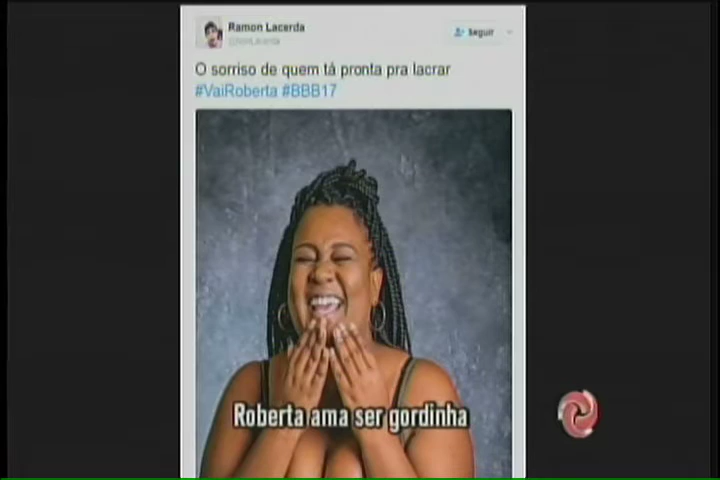 Ramon Lacerda
Seguir
O sorriso de quem tá pronta pra lacrar
#VaiRoberta #BBB17
Roberta ama ser gordinha